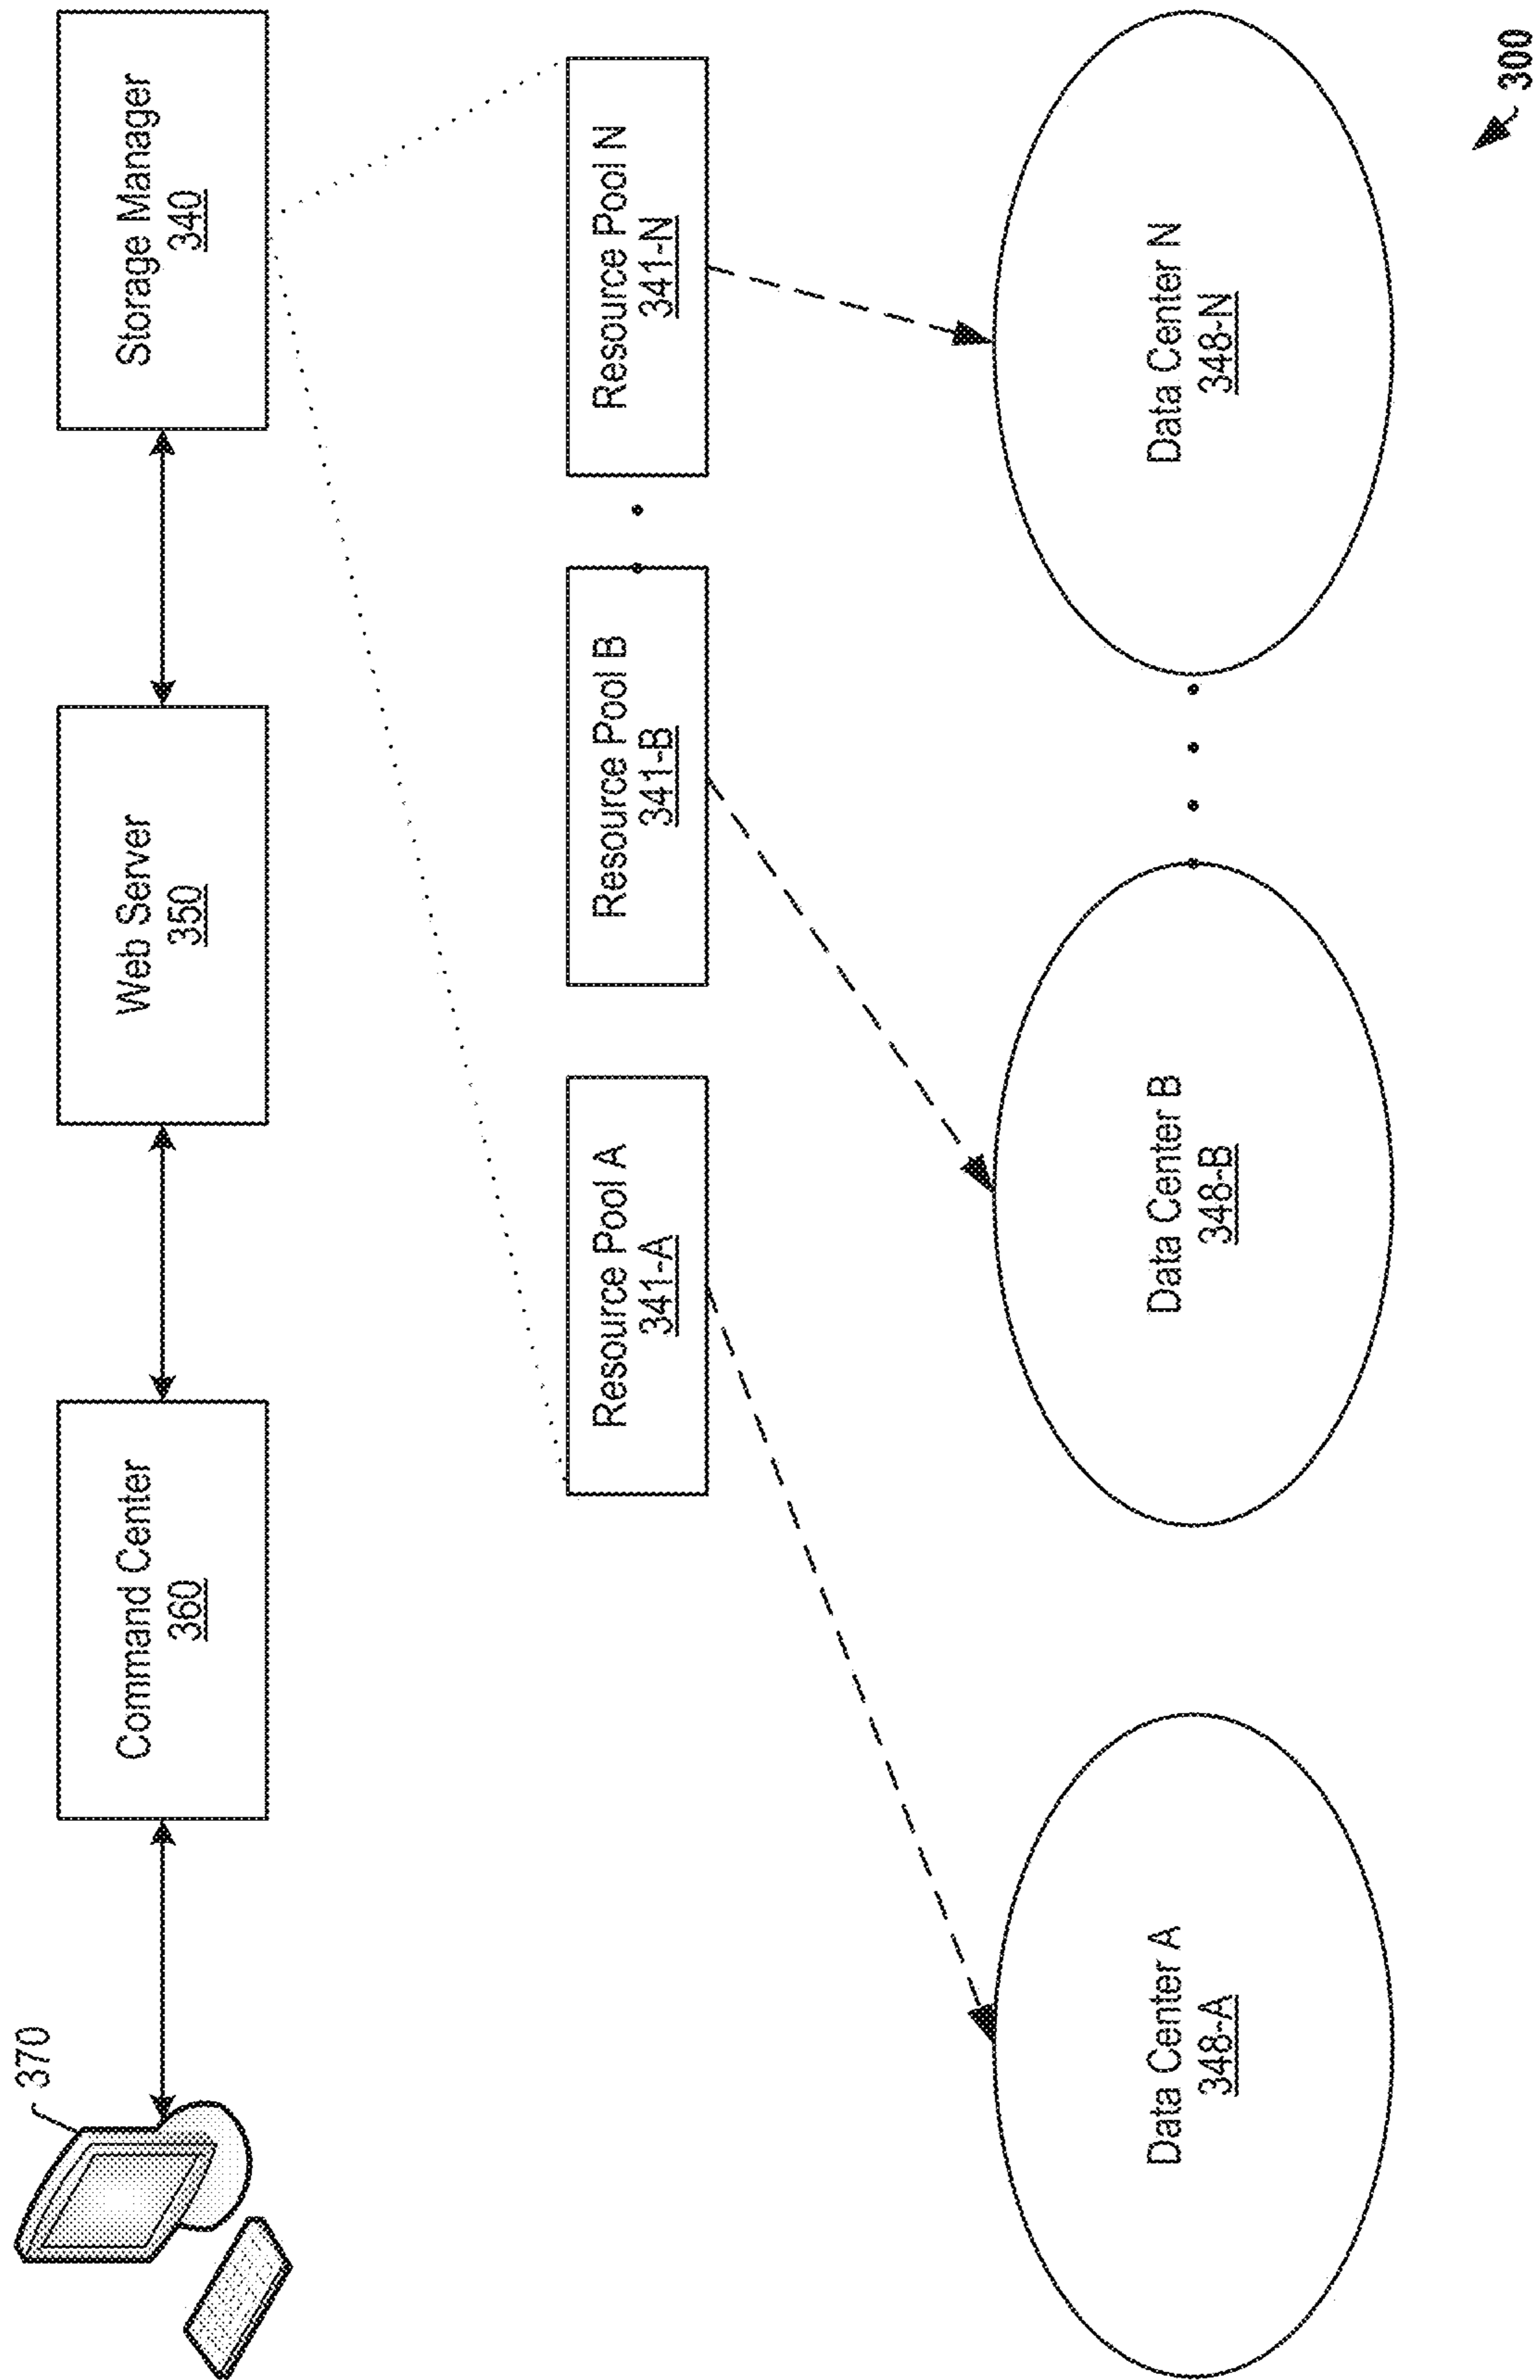 370
Command Center
360
Web Server
350
Storage Manager
340
Resource Pool A
341-A
Resource Pool B
341-B
Resource Pool N
341-N
Data Center A
348-A
Data Center B
348-B
Data Center N
348-N
300